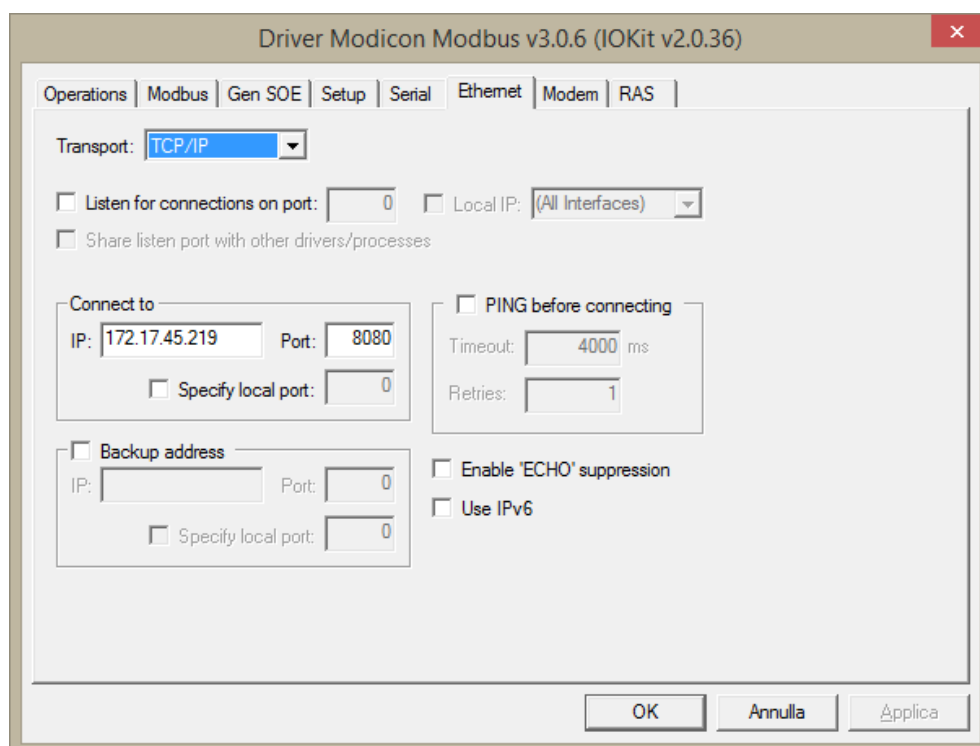 Driver Modicon Modbus v3.0.6 (IOKit v2.0.36)
Operations Modbus Gen SOE Setup Serial Ethernet Modem RAS
Transport: TCP/IP
Listen for connections on port: 0 Local IP: (All Interfaces)
Share listen port with other drivers/processes
Connect to
IP: 172.17.45.219 Port: 8080
Specify local port: 0
PING before connecting
Timeout: 4000 ms
Retries: 1
Backup address
IP: Port: 0
Specify local port: 0
Enable "ECHO" suppression
Use IPv6
OK Annulla Applica